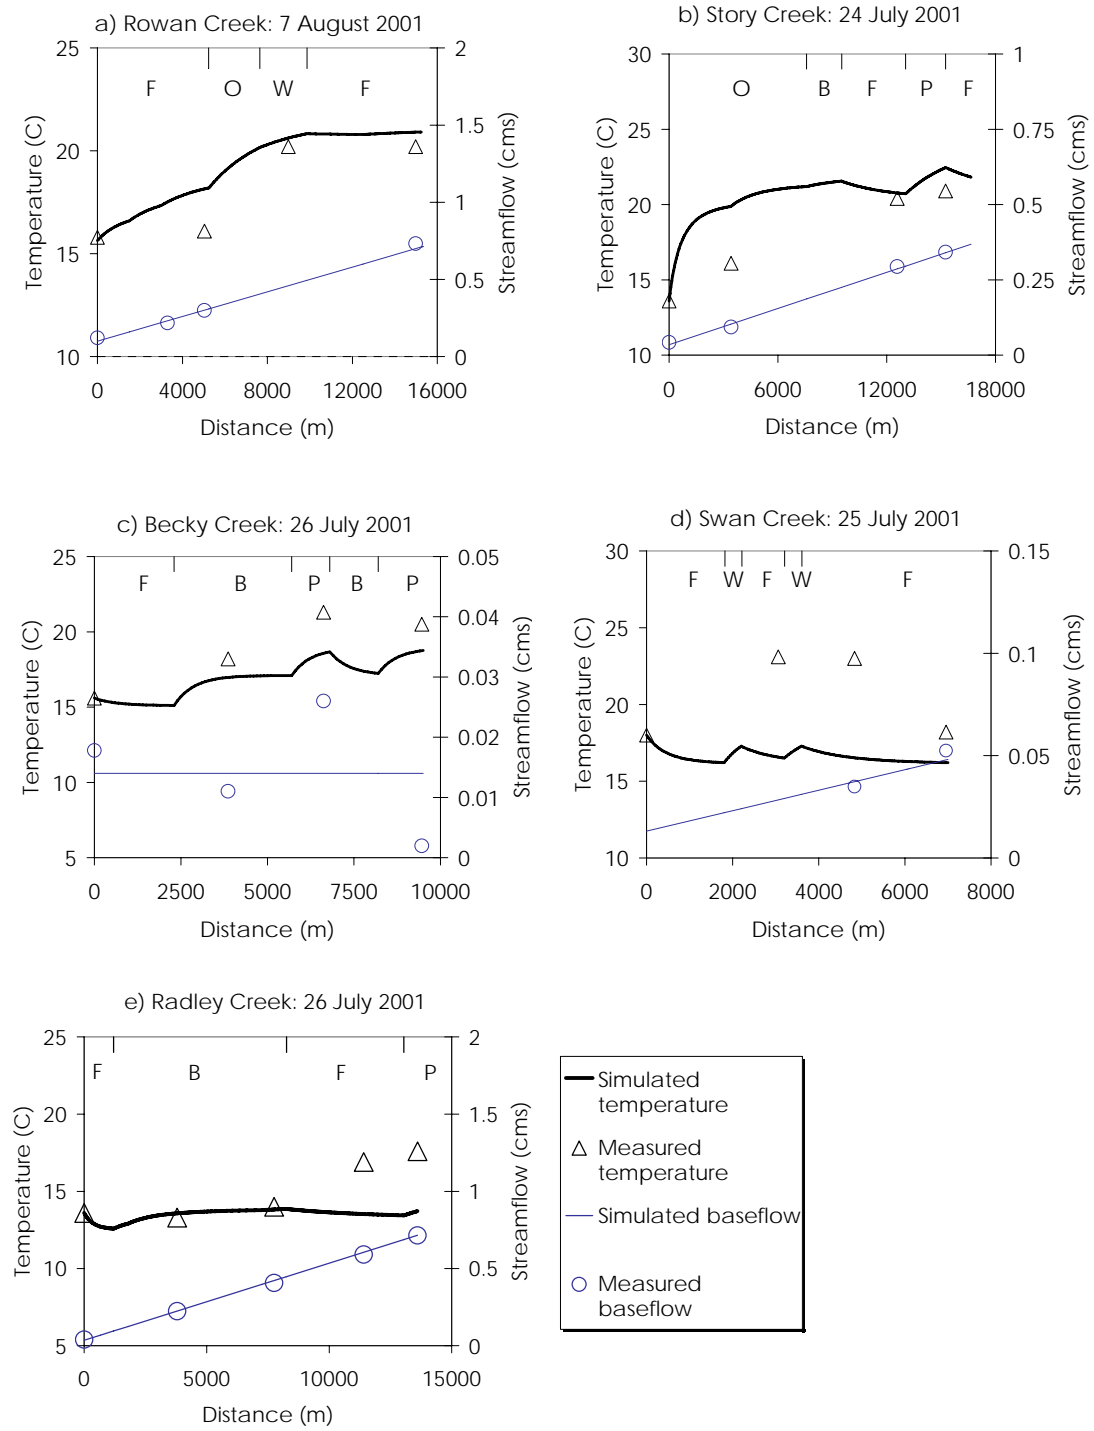 a) Rowan Creek: 7 August 2001
25
20
15
10
Temperature (C)
F
O
W
F
2
1.5
1
0.5
0
Streamflow (cms)
0
4000
8000
12000
16000
Distance (m)
b) Story Creek: 24 July 2001
30
25
20
15
10
Temperature (C)
O
B
F
P
F
1
0.75
0.5
0.25
0
Streamflow (cms)
0
6000
12000
18000
Distance (m)
c) Becky Creek: 26 July 2001
25
20
15
10
5
Temperature (C)
F
B
P
B
P
0.05
0.04
0.03
0.02
0.01
0
Streamflow (cms)
0
2500
5000
7500
10000
Distance (m)
d) Swan Creek: 25 July 2001
30
25
20
15
10
Temperature (C)
F
W
F
W
F
0.15
0.1
0.05
0
Streamflow (cms)
0
2000
4000
6000
8000
Distance (m)
e) Radley Creek: 26 July 2001
25
20
15
10
5
Temperature (C)
F
B
F
P
2
1.5
1
0.5
0
Streamflow (cms)
0
5000
10000
15000
Distance (m)
Simulated
temperature
Measured
temperature
Simulated baseflow
Measured
baseflow